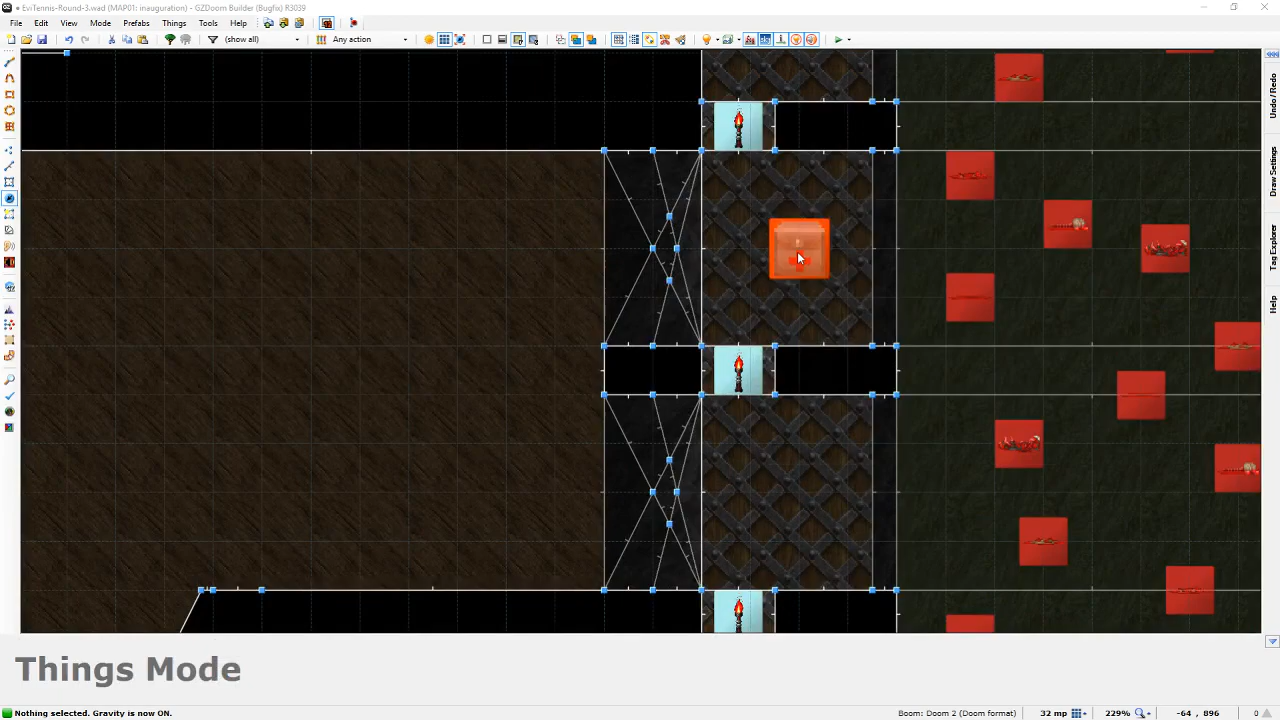 EviTennis-Round-3.wad (MAP01: inauguration) - GZDoom Builder (Bugfix) R3039
File Edit Mode Prefabs Things Tools Help
(show all) Any action
Undo / Redo
Draw Settings
Tag Explorer
Help
Things Mode
Nothing selected. Gravity is now ON.
Boom: Doom 2 (Doom format) 32 mp 229% -64 , 896 0